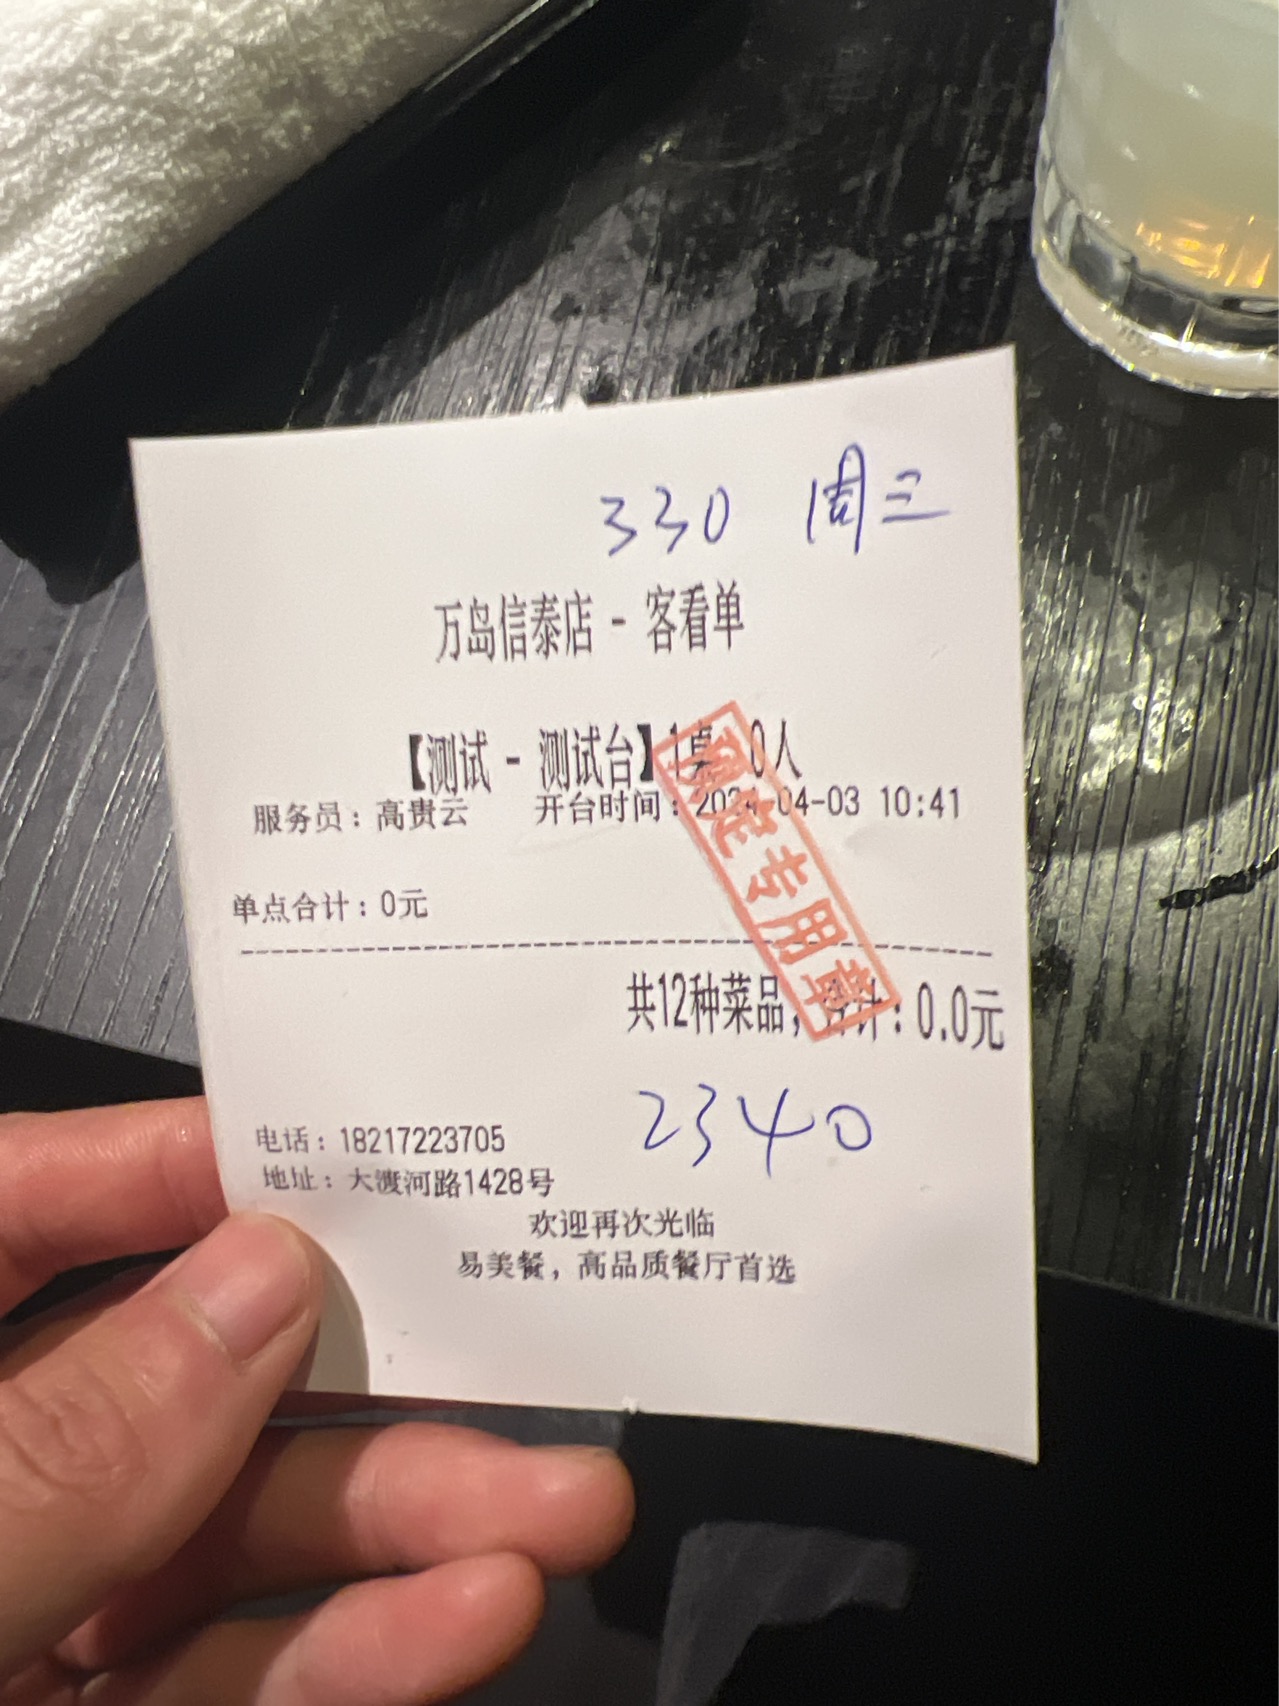 330 周三
万岛信泰店 - 客看单
【测试 - 测试台】1桌 0人
服务员：高贵云 开台时间：2024-04-03 10:41
单点合计：0元
共12种菜品，合计：0.0元
2340
电话：18217223705
地址：大渡河路1428号
欢迎再次光临
易美餐，高品质餐厅首选
定专用章